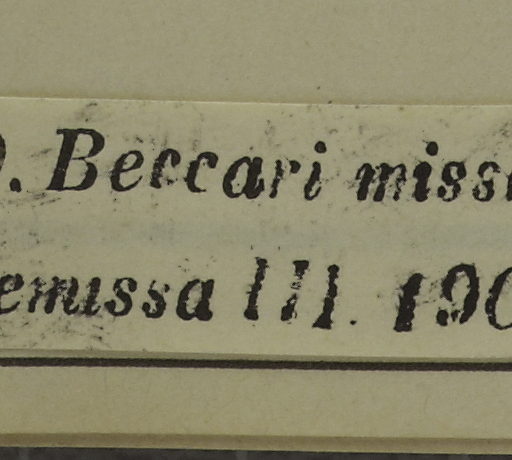 ). Beccari miss
emissa III. 190